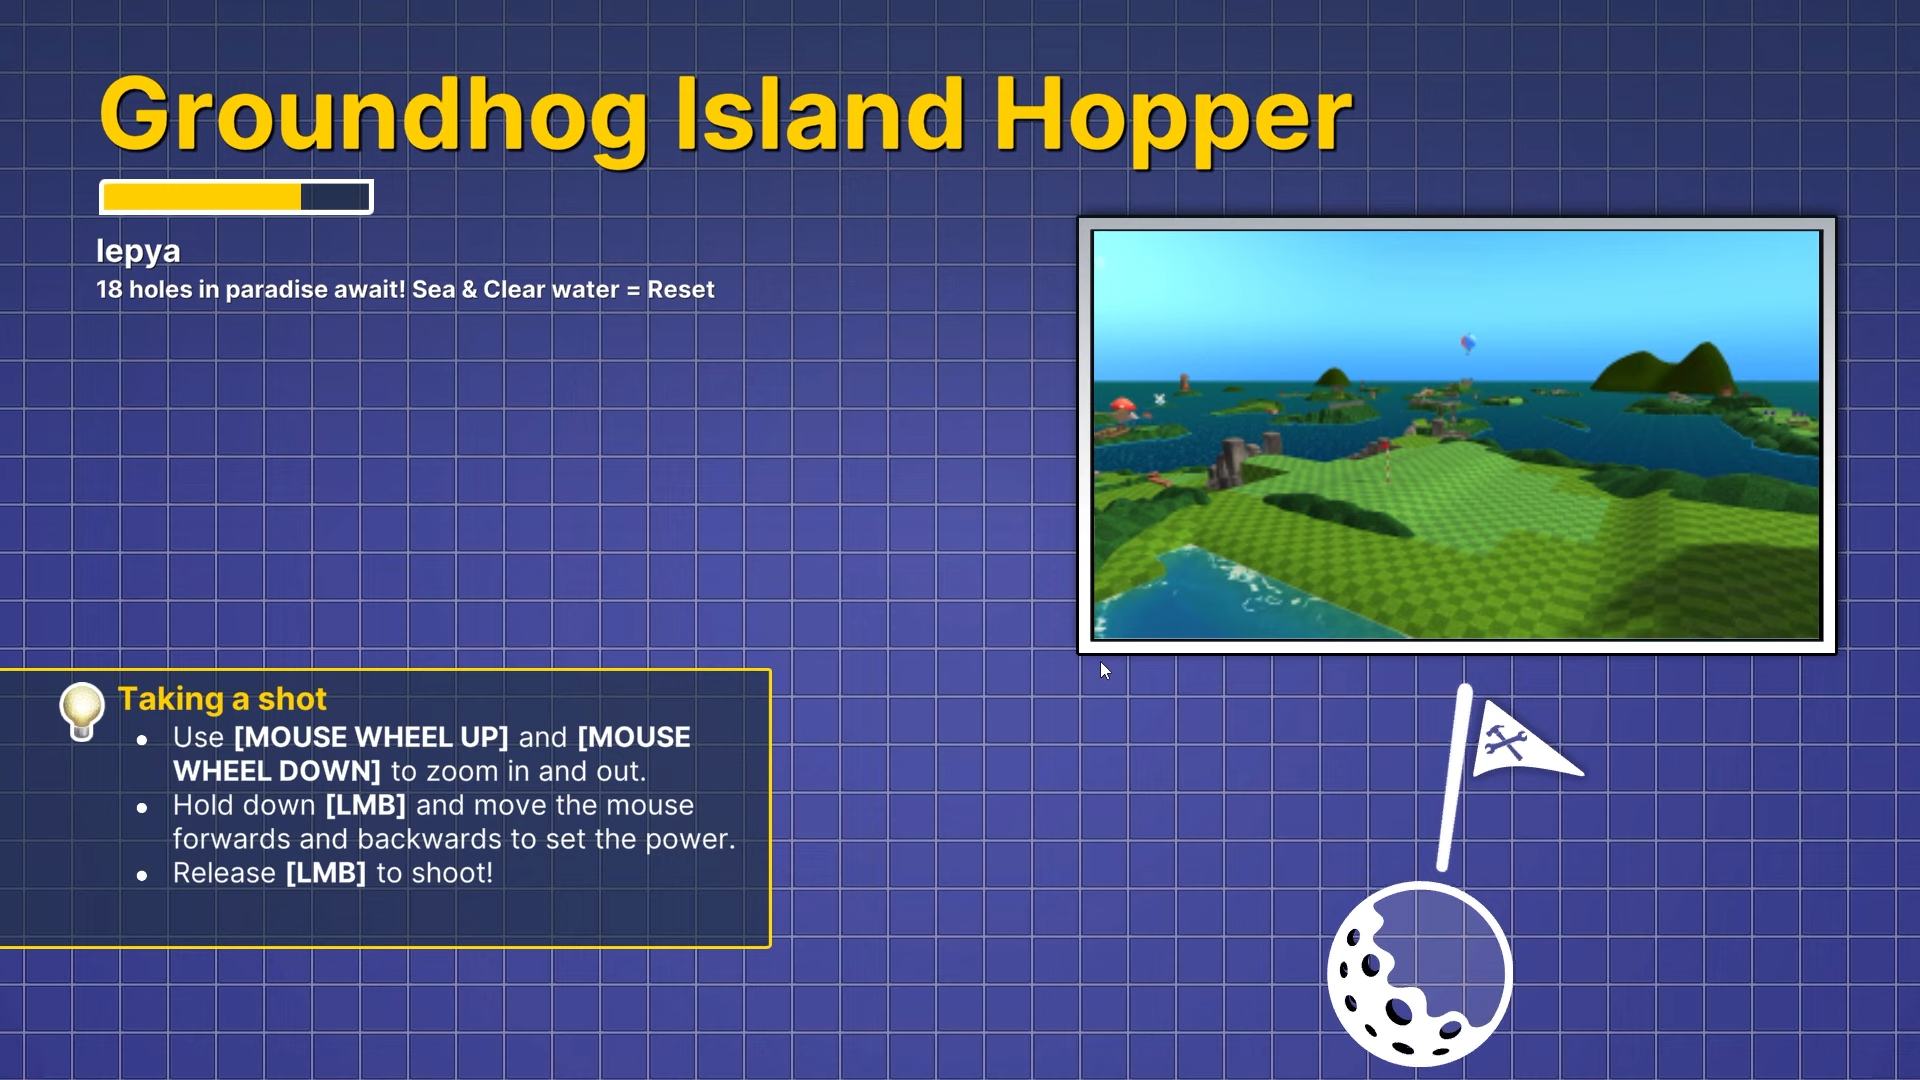 Groundhog Island Hopper
lepya
18 holes in paradise await! Sea & Clear water = Reset
Taking a shot
Use [MOUSE WHEEL UP] and [MOUSE
WHEEL DOWN] to zoom in and out.
Hold down [LMB] and move the mouse
forwards and backwards to set the power.
Release [LMB] to shoot!